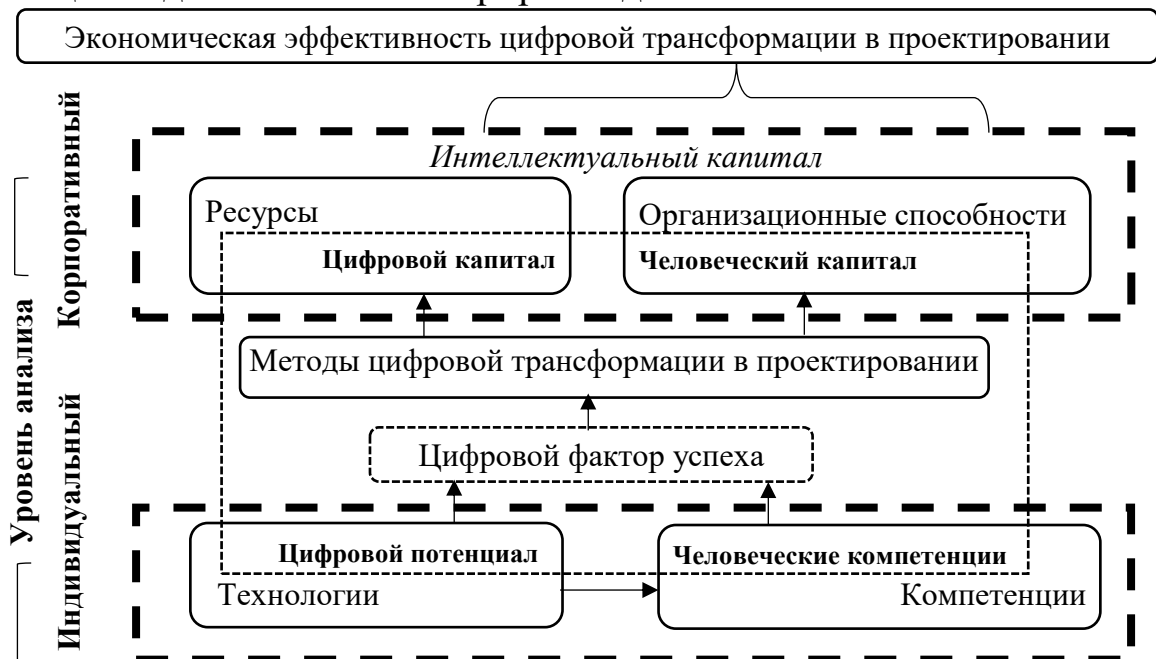 Экономическая эффективность цифровой трансформации в проектировании
Уровень анализа
Корпоративный
Интеллектуальный капитал
Ресурсы
Организационные способности
Цифровой капитал
Человеческий капитал
Методы цифровой трансформации в проектировании
Цифровой фактор успеха
Индивидуальный
Цифровой потенциал
Человеческие компетенции
Технологии
Компетенции